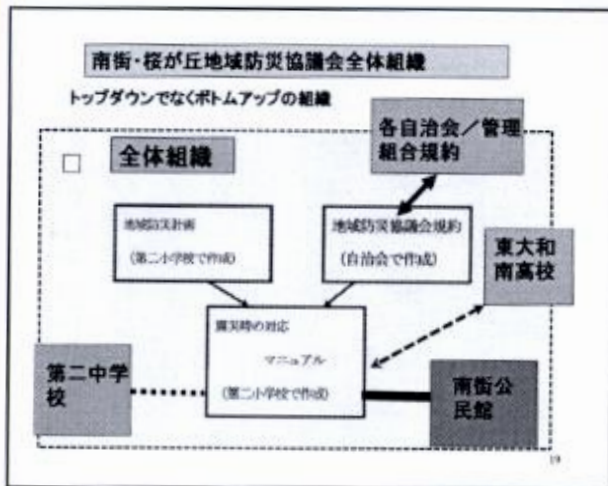 南街・桜が丘地域防災協議会全体組織
トップダウンでなくボトムアップの組織
各自治会／管理
組合規約
全体組織
地域防災計画
(第二小学校で作成)
地域防災協議会規約
(自治会で作成)
東大和
南高校
震災時の対応
マニュアル
(第二小学校で作成)
第二中学
校
南街公
民館
19